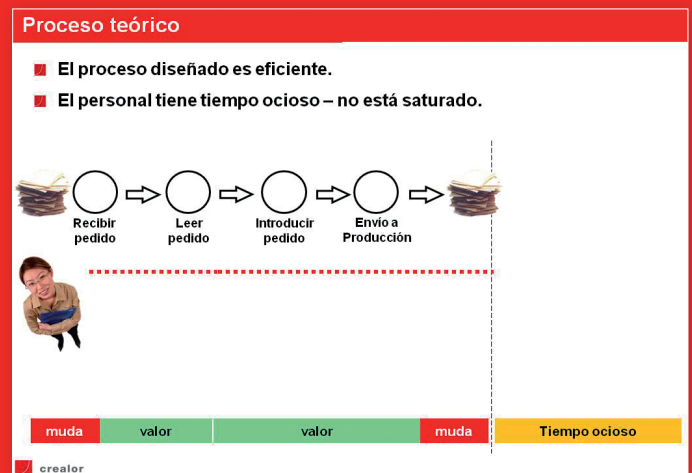 Proceso teórico
El proceso diseñado es eficiente.
El personal tiene tiempo ocioso – no está saturado.
Recibir
pedido
Leer
pedido
Introducir
pedido
Envío a
Producción
muda
valor
valor
muda
Tiempo ocioso
crealor